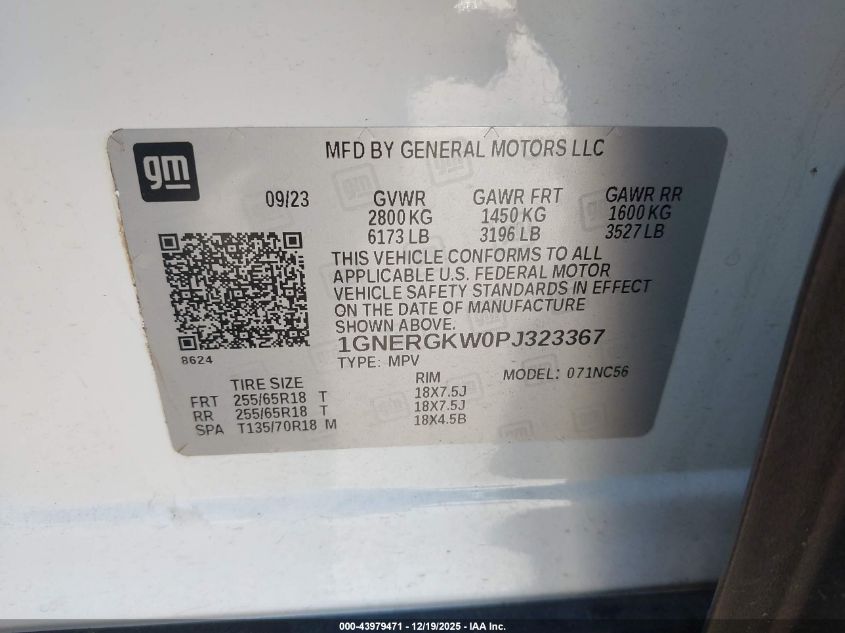 gm
MFD BY GENERAL MOTORS LLC
09/23 GVWR GAWR FRT GAWR RR
2800 KG 1450 KG 1600 KG
6173 LB 3196 LB 3527 LB
THIS VEHICLE CONFORMS TO ALL
APPLICABLE U.S. FEDERAL MOTOR
VEHICLE SAFETY STANDARDS IN EFFECT
ON THE DATE OF MANUFACTURE
SHOWN ABOVE.
8624
1GNERGKW0PJ323367
TYPE: MPV MODEL: 071NC56
TIRE SIZE RIM
FRT 255/65R18 T 18X7.5J
RR 255/65R18 T 18X7.5J
SPA T135/70R18 M 18X4.5B
000-43979471 — 12/19/2025 - IAA Inc.